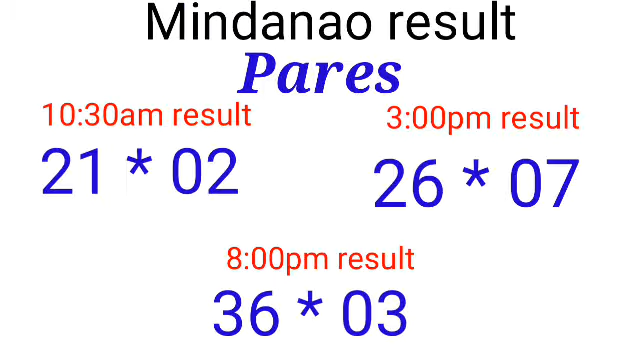 Mindanao result
Pares
10:30am result
21 * 02
3:00pm result
26 * 07
8:00pm result
36 * 03